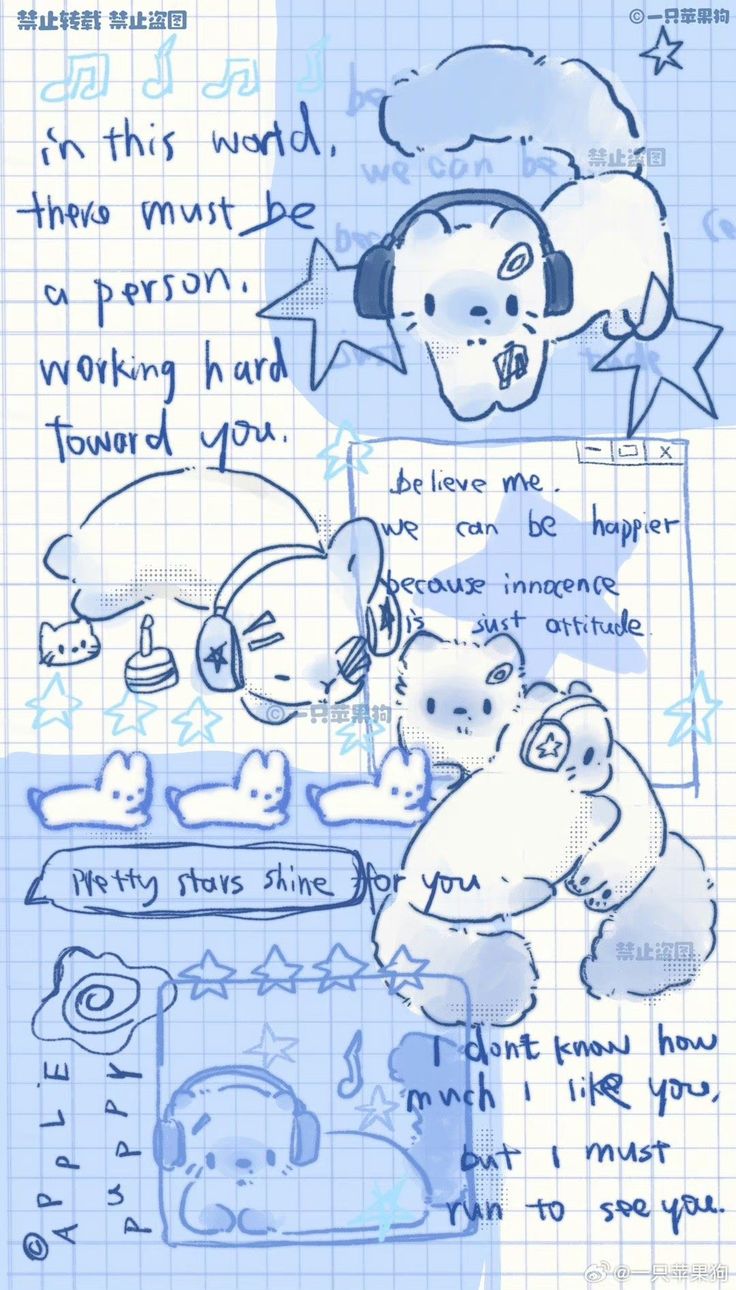 禁止转载 禁止盗图
©一只苹果狗
in this world,
there must be
a person,
working hard
toward you.
we can be
禁止盗图
believe me.
we can be happier
because innocence
is just attitude
©一只苹果狗
Pretty stars shine for you
禁止盗图
I don't know how
much I like you,
but I must
run to see you.
©APPLE
PUPPY
@一只苹果狗